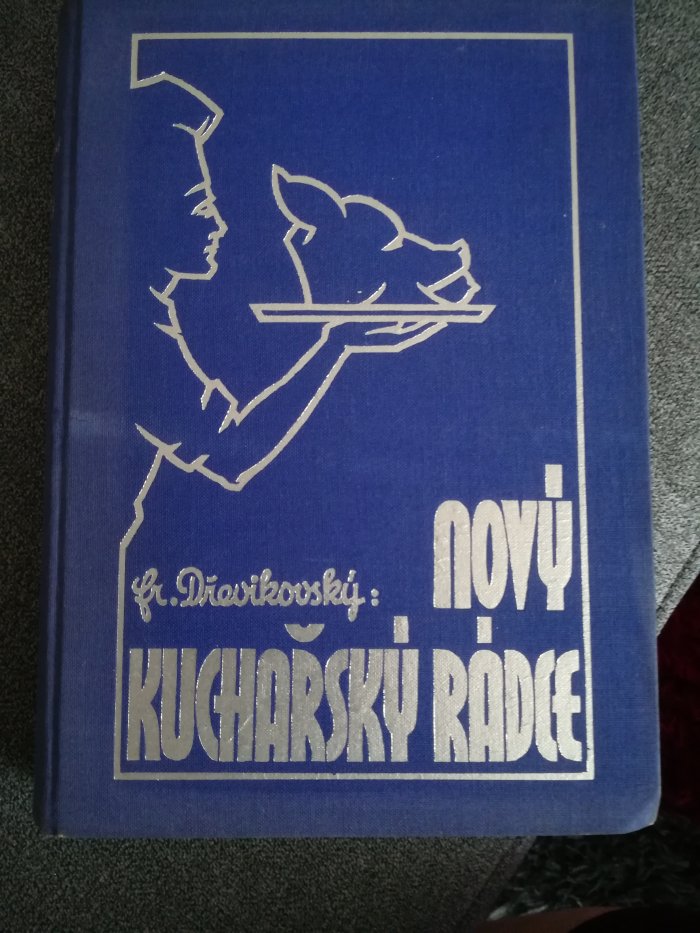 NOVÝ
fr. Dřevikovský:
KUCHAŘSKÝ RÁDCE